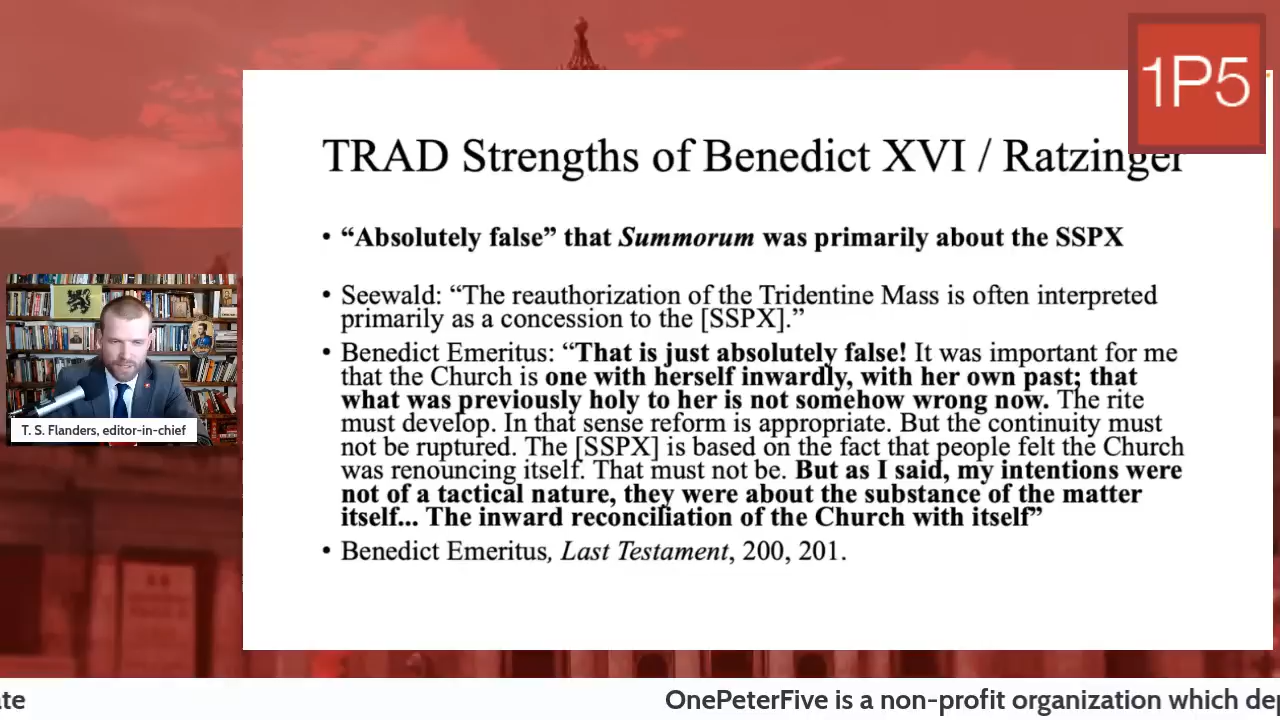 1P5
TRAD Strengths of Benedict XVI / Ratzinger
• “Absolutely false” that Summorum was primarily about the SSPX
• Seewald: “The reauthorization of the Tridentine Mass is often interpreted
primarily as a concession to the [SSPX].”
• Benedict Emeritus: “That is just absolutely false! It was important for me
that the Church is one with herself inwardly, with her own past; that
what was previously holy to her is not somehow wrong now. The rite
must develop. In that sense reform is appropriate. But the continuity must
not be ruptured. The [SSPX] is based on the fact that people felt the Church
was renouncing itself. That must not be. But as I said, my intentions were
not of a tactical nature, they were about the substance of the matter
itself... The inward reconciliation of the Church with itself”
• Benedict Emeritus, Last Testament, 200, 201.
T. S. Flanders, editor-in-chief
OnePeterFive is a non-profit organization which